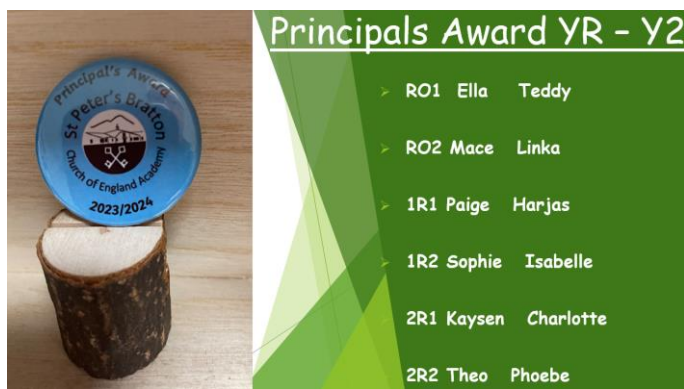 Principal's Award
St Peter's Bratton
Church of England Academy
2023/2024
Principals Award YR – Y2
RO1 Ella Teddy
RO2 Mace Linka
1R1 Paige Harjas
1R2 Sophie Isabelle
2R1 Kaysen Charlotte
2R2 Theo Phoebe